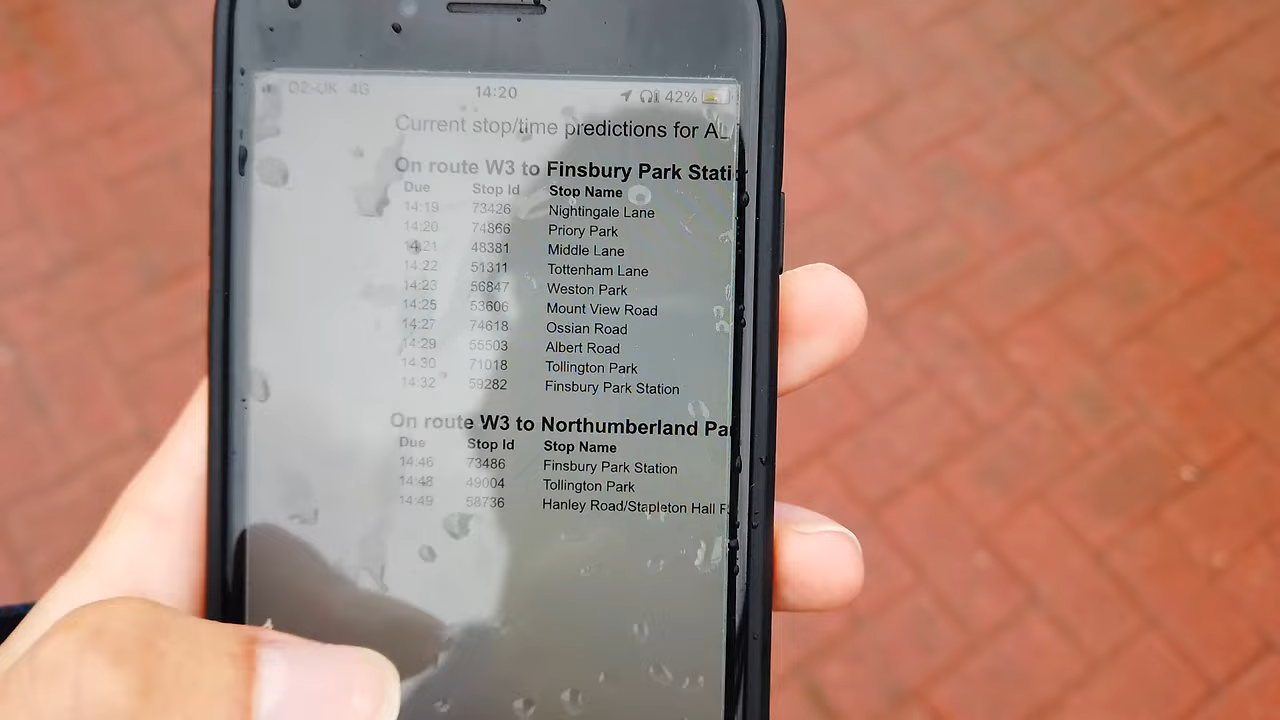 O2-UK 4G 14:20 42%
Current stop/time predictions for AL
On route W3 to Finsbury Park Stati
Due Stop Id Stop Name
14:19 73426 Nightingale Lane
14:20 74866 Priory Park
14:21 48381 Middle Lane
14:22 51311 Tottenham Lane
14:23 56847 Weston Park
14:25 53606 Mount View Road
14:27 74618 Ossian Road
14:29 55503 Albert Road
14:30 71018 Tollington Park
14:32 59282 Finsbury Park Station
On route W3 to Northumberland Pa
Due Stop Id Stop Name
14:46 73486 Finsbury Park Station
14:48 49004 Tollington Park
14:49 58736 Hanley Road/Stapleton Hall